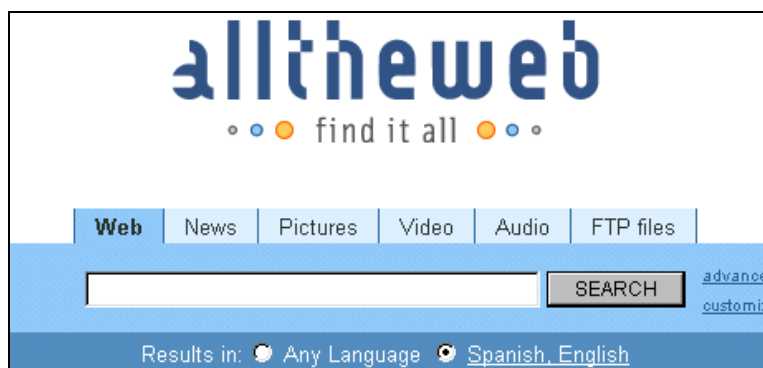 alltheweb
find it all
Web News Pictures Video Audio FTP files
SEARCH
Results in: Any Language Spanish, English